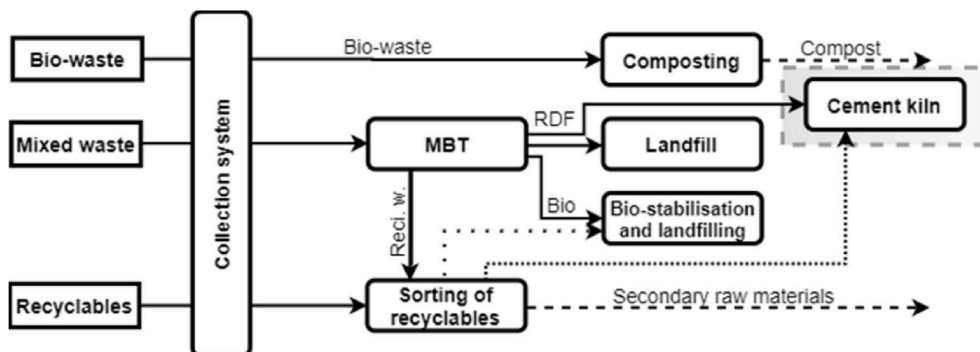 Bio-waste
Bio-waste
Composting
Compost
Cement kiln
Mixed waste
Collection system
MBT
RDF
Landfill
Reci. w.
Bio
Bio-stabilisation
and landfilling
Recyclables
Sorting of
recyclables
Secondary raw materials